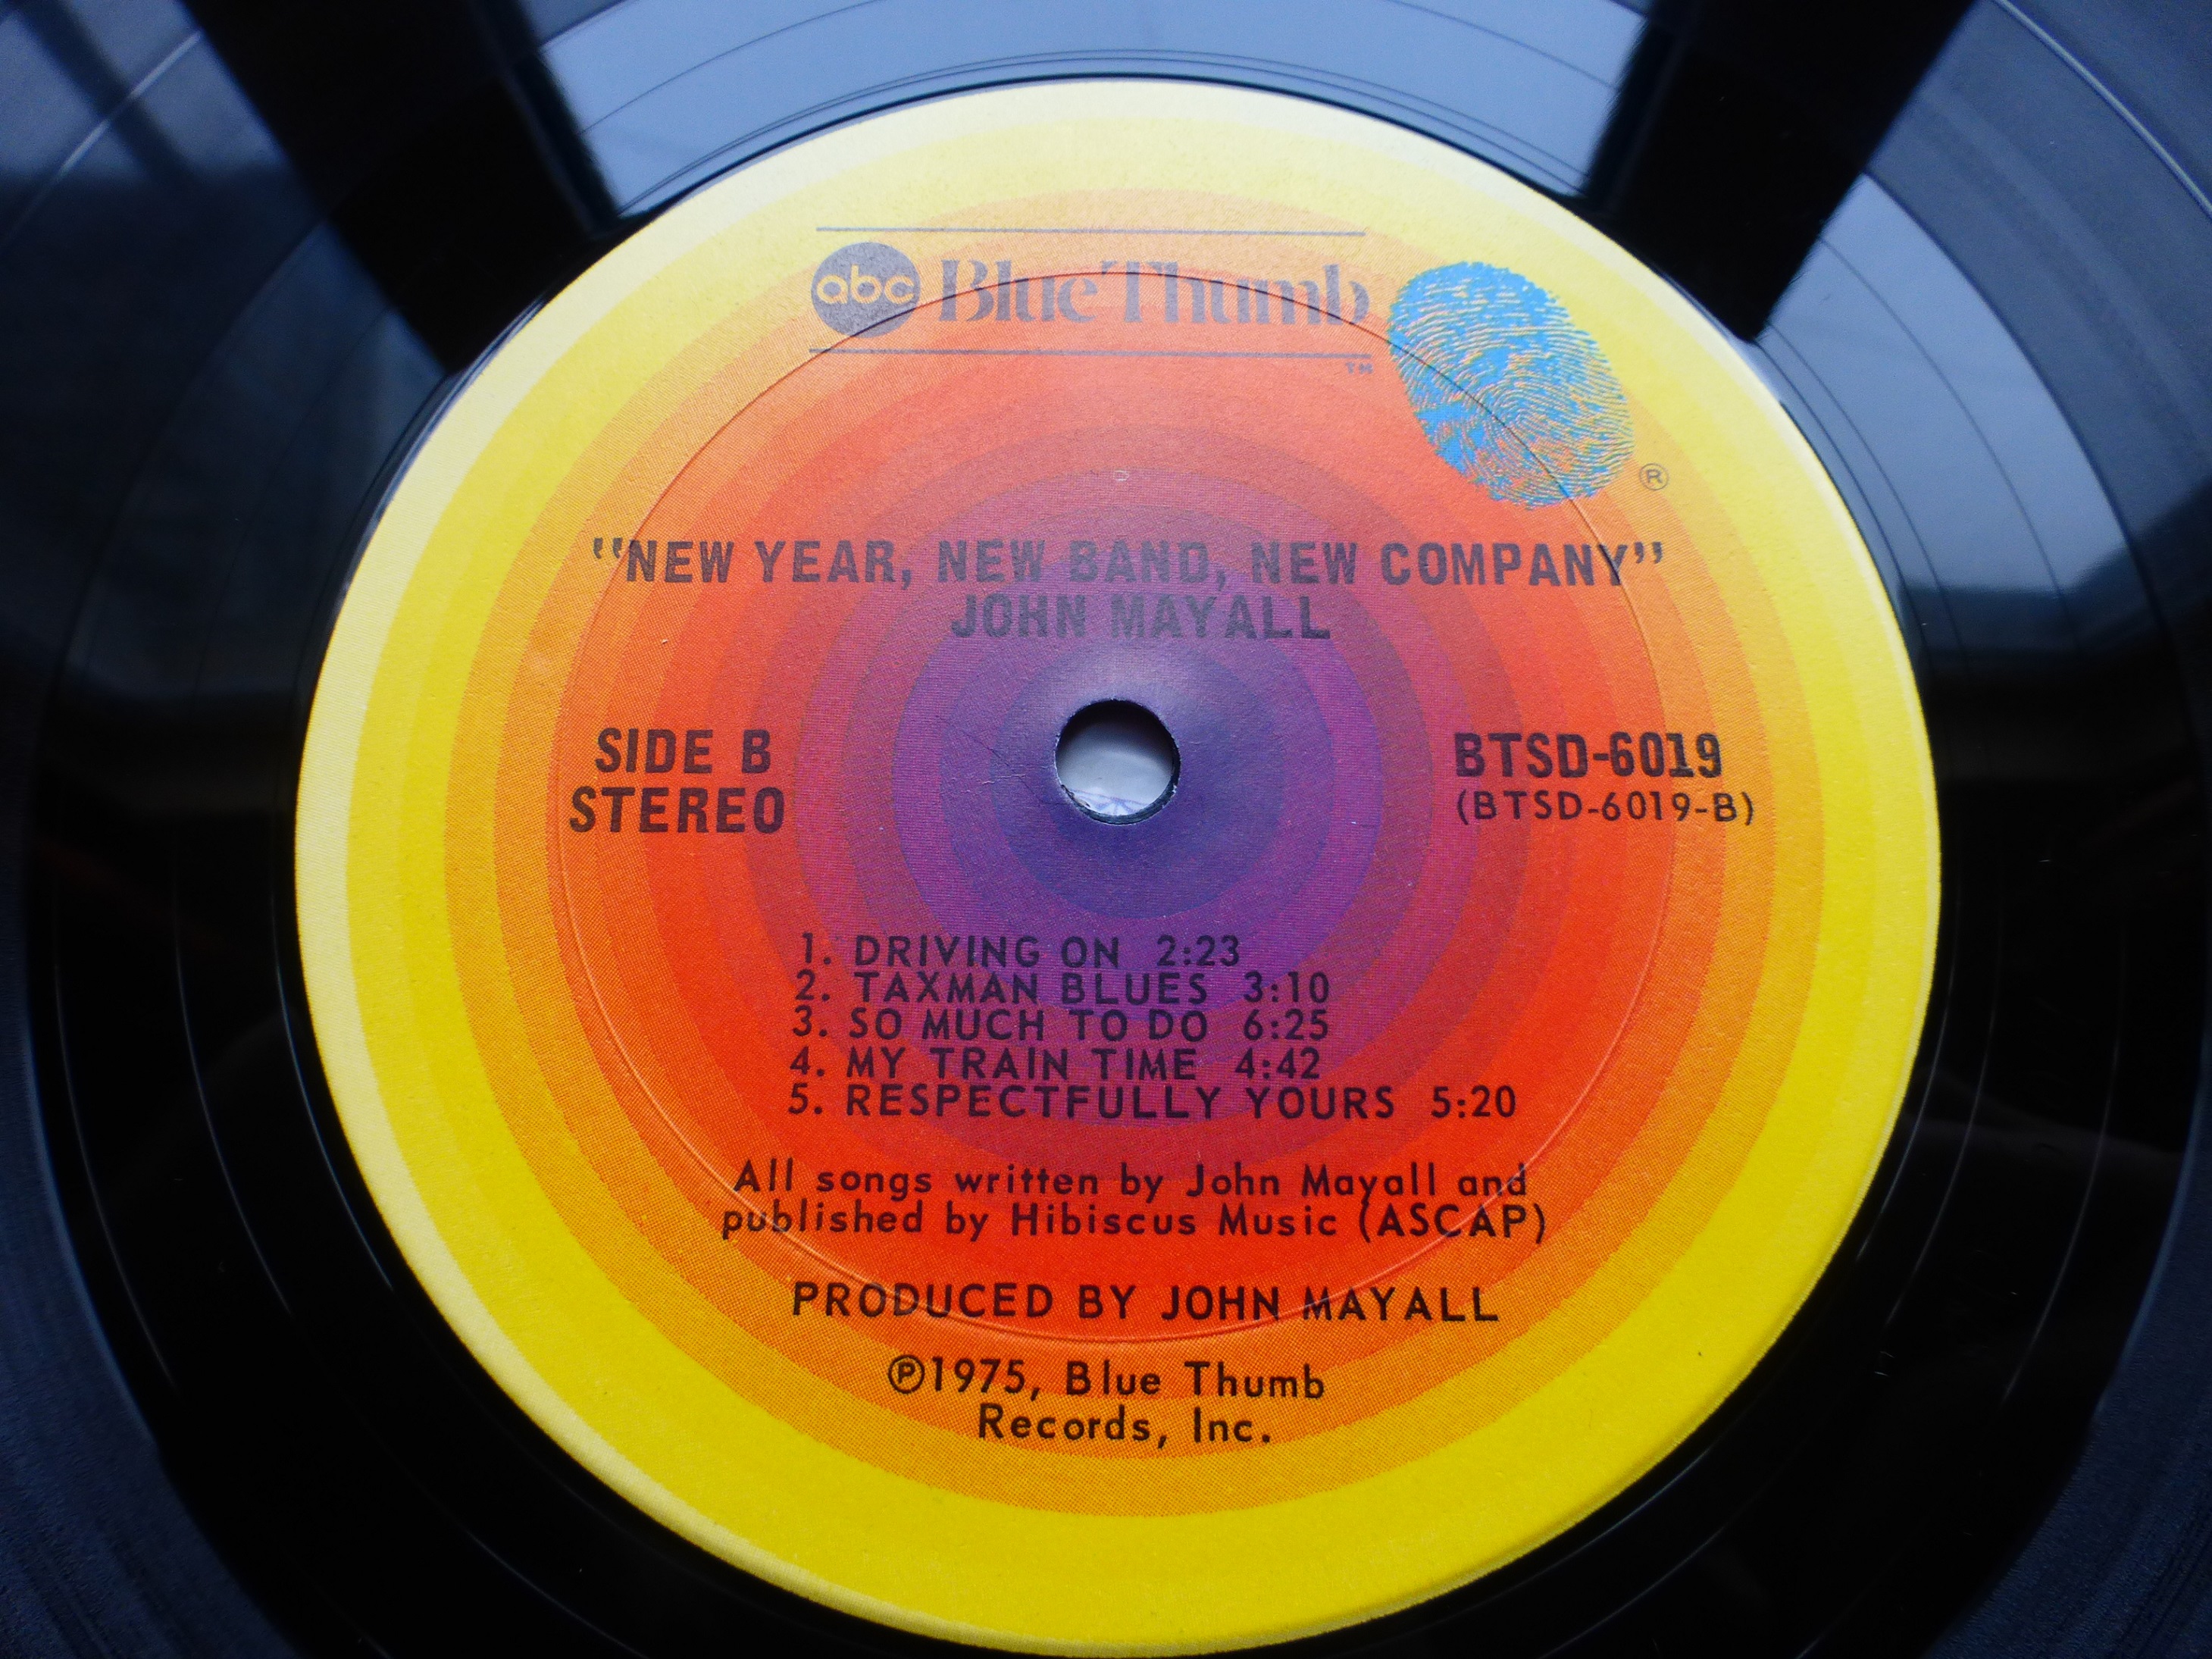 abc Blue Thumb
TM
®
"NEW YEAR, NEW BAND, NEW COMPANY"
JOHN MAYALL
SIDE B
STEREO
BTSD-6019
(BTSD-6019-B)
1. DRIVING ON 2:23
2. TAXMAN BLUES 3:10
3. SO MUCH TO DO 6:25
4. MY TRAIN TIME 4:42
5. RESPECTFULLY YOURS 5:20
All songs written by John Mayall and
published by Hibiscus Music (ASCAP)
PRODUCED BY JOHN MAYALL
℗1975, Blue Thumb
Records, Inc.